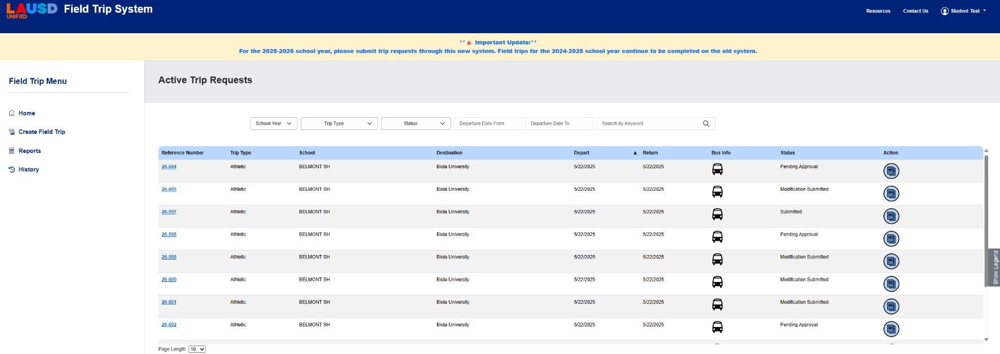 LAUSD
UNIFIED
Field Trip System
Resources Contact Us Student Test
** Important Update:**
For the 2025-2026 school year, please submit trip requests through this new system. Field trips for the 2024-2025 school year continue to be completed on the old system.
Field Trip Menu
Home
Create Field Trip
Reports
History
Active Trip Requests
School Year Trip Type Status Departure Date From Departure Date To Search by Keyword
Reference Number Trip Type School Destination Depart ▲ Return Bus Info Status Action
26-604 Athletic BELMONT SH Biola University 5/22/2025 5/22/2025 Pending Approval
26-605 Athletic BELMONT SH Biola University 5/22/2025 5/22/2025 Modification Submitted
26-597 Athletic BELMONT SH Biola University 5/22/2025 5/22/2025 Submitted
26-598 Athletic BELMONT SH Biola University 5/22/2025 5/22/2025 Pending Approval
26-599 Athletic BELMONT SH Biola University 5/22/2025 5/22/2025 Modification Submitted
26-600 Athletic BELMONT SH Biola University 5/22/2025 5/22/2025 Modification Submitted
26-601 Athletic BELMONT SH Biola University 5/22/2025 5/22/2025 Modification Submitted
26-602 Athletic BELMONT SH Biola University 5/22/2025 5/22/2025 Pending Approval
Show Legend
Page Length: 10